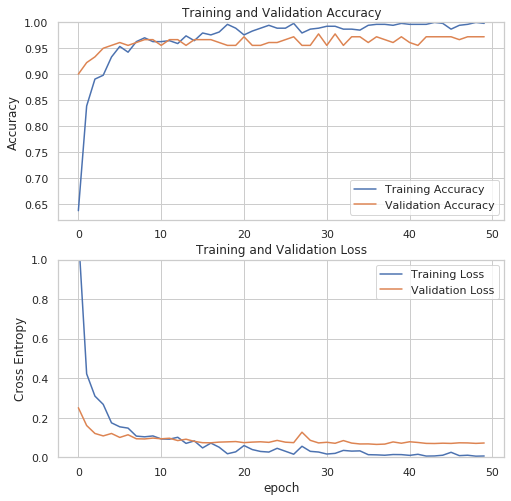 Training and Validation Accuracy
1.00
0.95
0.90
0.85
0.80
0.75
0.70
0.65
Accuracy
Training Accuracy
Validation Accuracy
0 10 20 30 40 50
Training and Validation Loss
1.0
0.8
0.6
0.4
0.2
0.0
Cross Entropy
Training Loss
Validation Loss
0 10 20 30 40 50
epoch